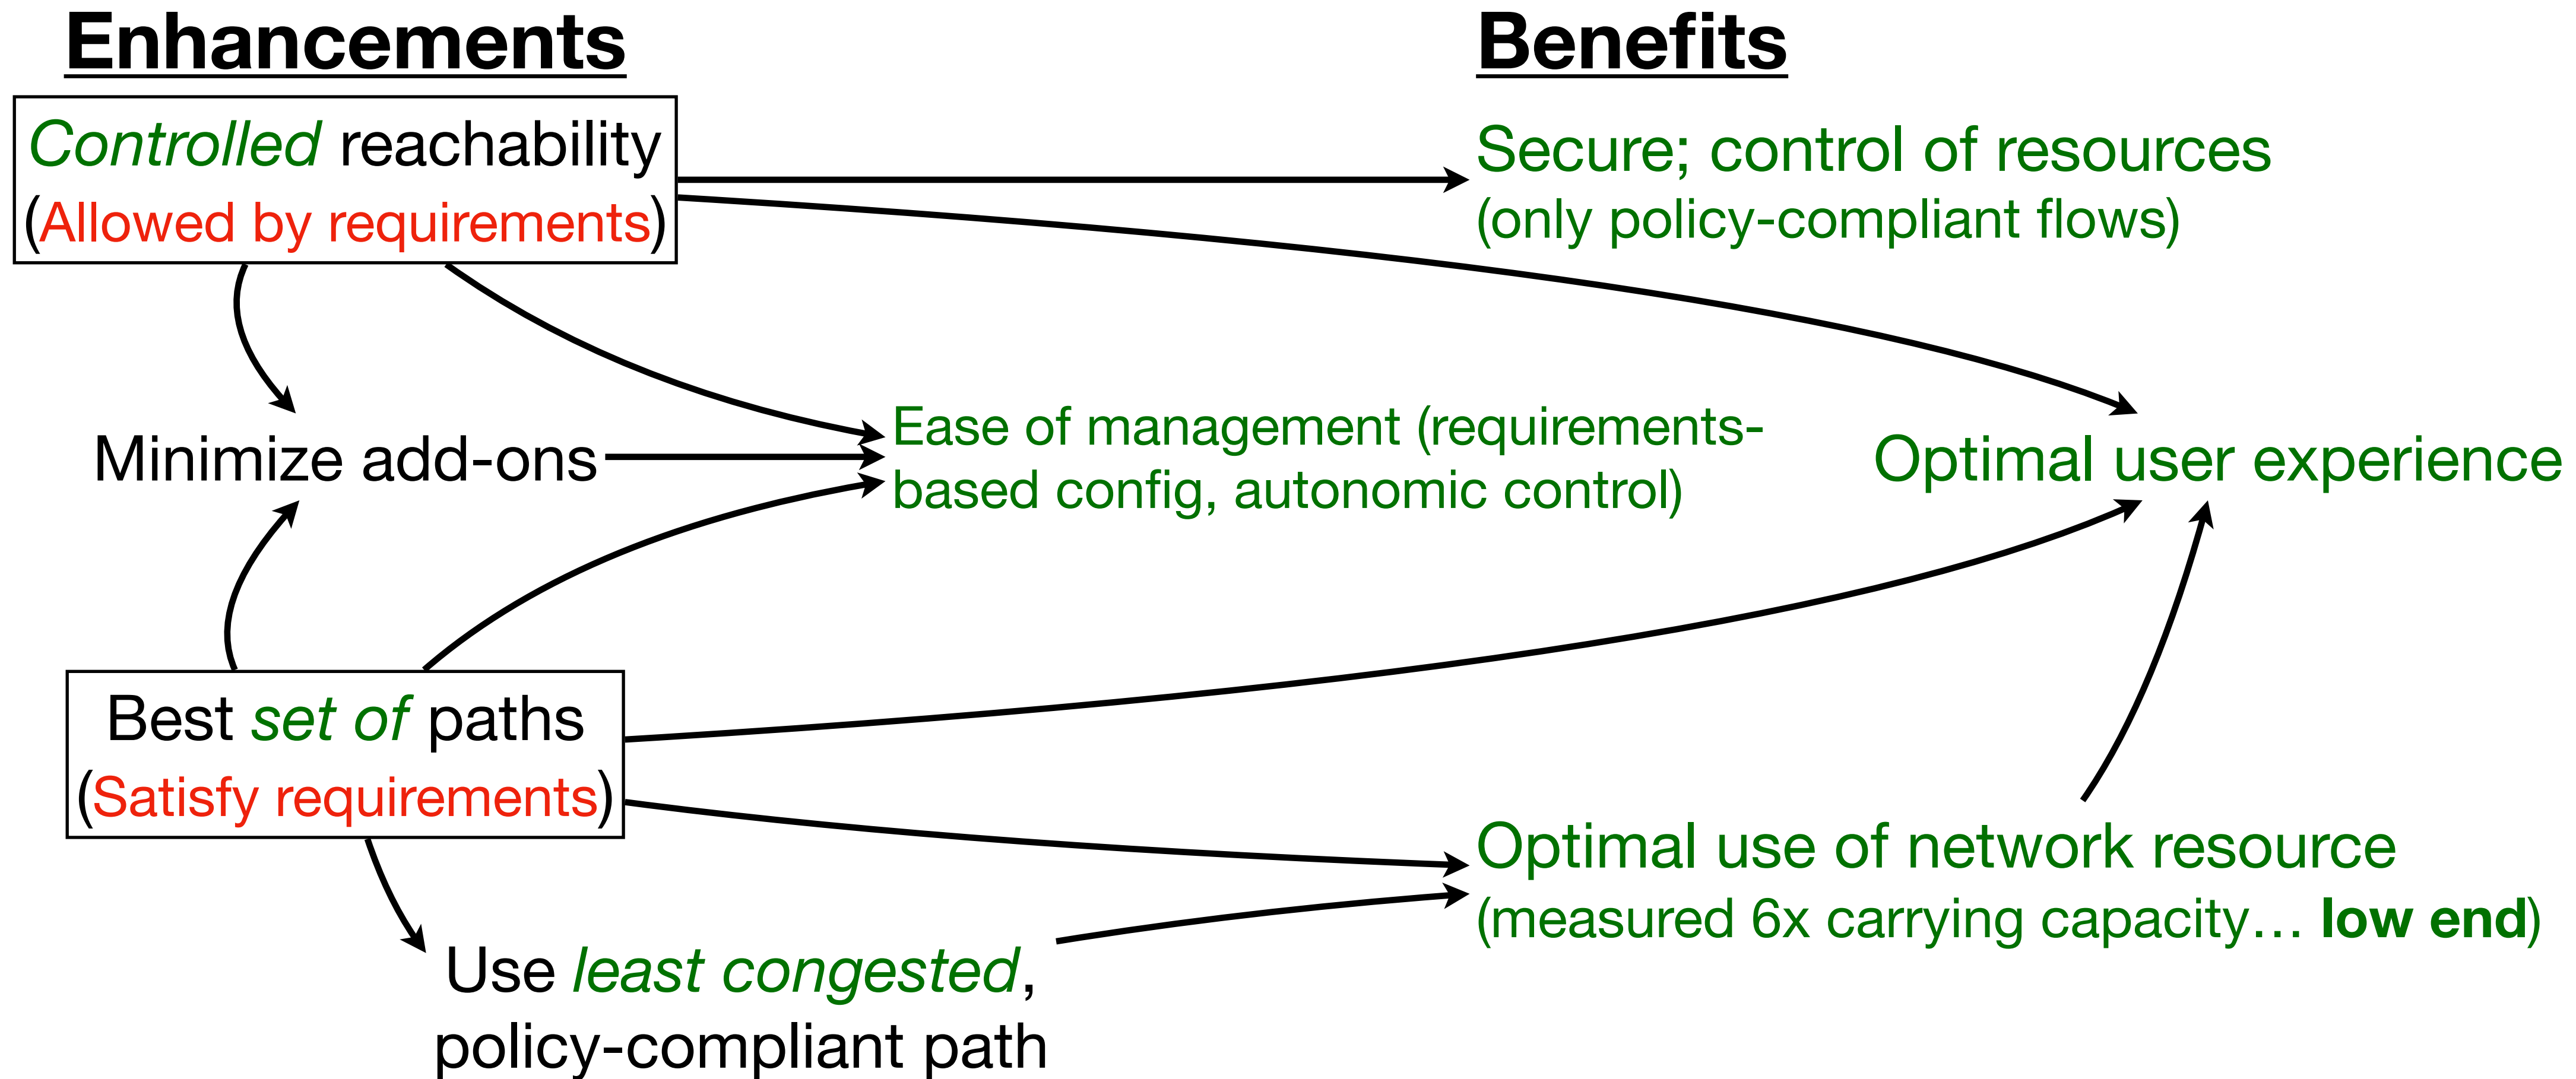 Enhancements
Benefits
Controlled reachability
(Allowed by requirements)
Secure; control of resources
(only policy-compliant flows)
Minimize add-ons
Ease of management (requirements-
based config, autonomic control)
Optimal user experience
Best set of paths
(Satisfy requirements)
Optimal use of network resource
(measured 6x carrying capacity… low end)
Use least congested,
policy-compliant path